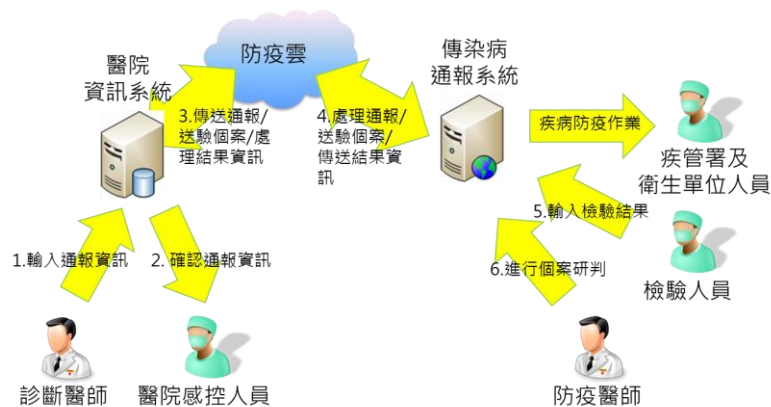 防疫雲
醫院
資訊系統
傳染病
通報系統
3.傳送通報/
送驗個案/處
理結果資訊
4.處理通報/
送驗個案/
傳送結果資
訊
疾病防疫作業
疾管署及
衛生單位人員
1.輸入通報資訊
2. 確認通報資訊
5.輸入檢驗結果
6.進行個案研判
檢驗人員
診斷醫師
醫院感控人員
防疫醫師